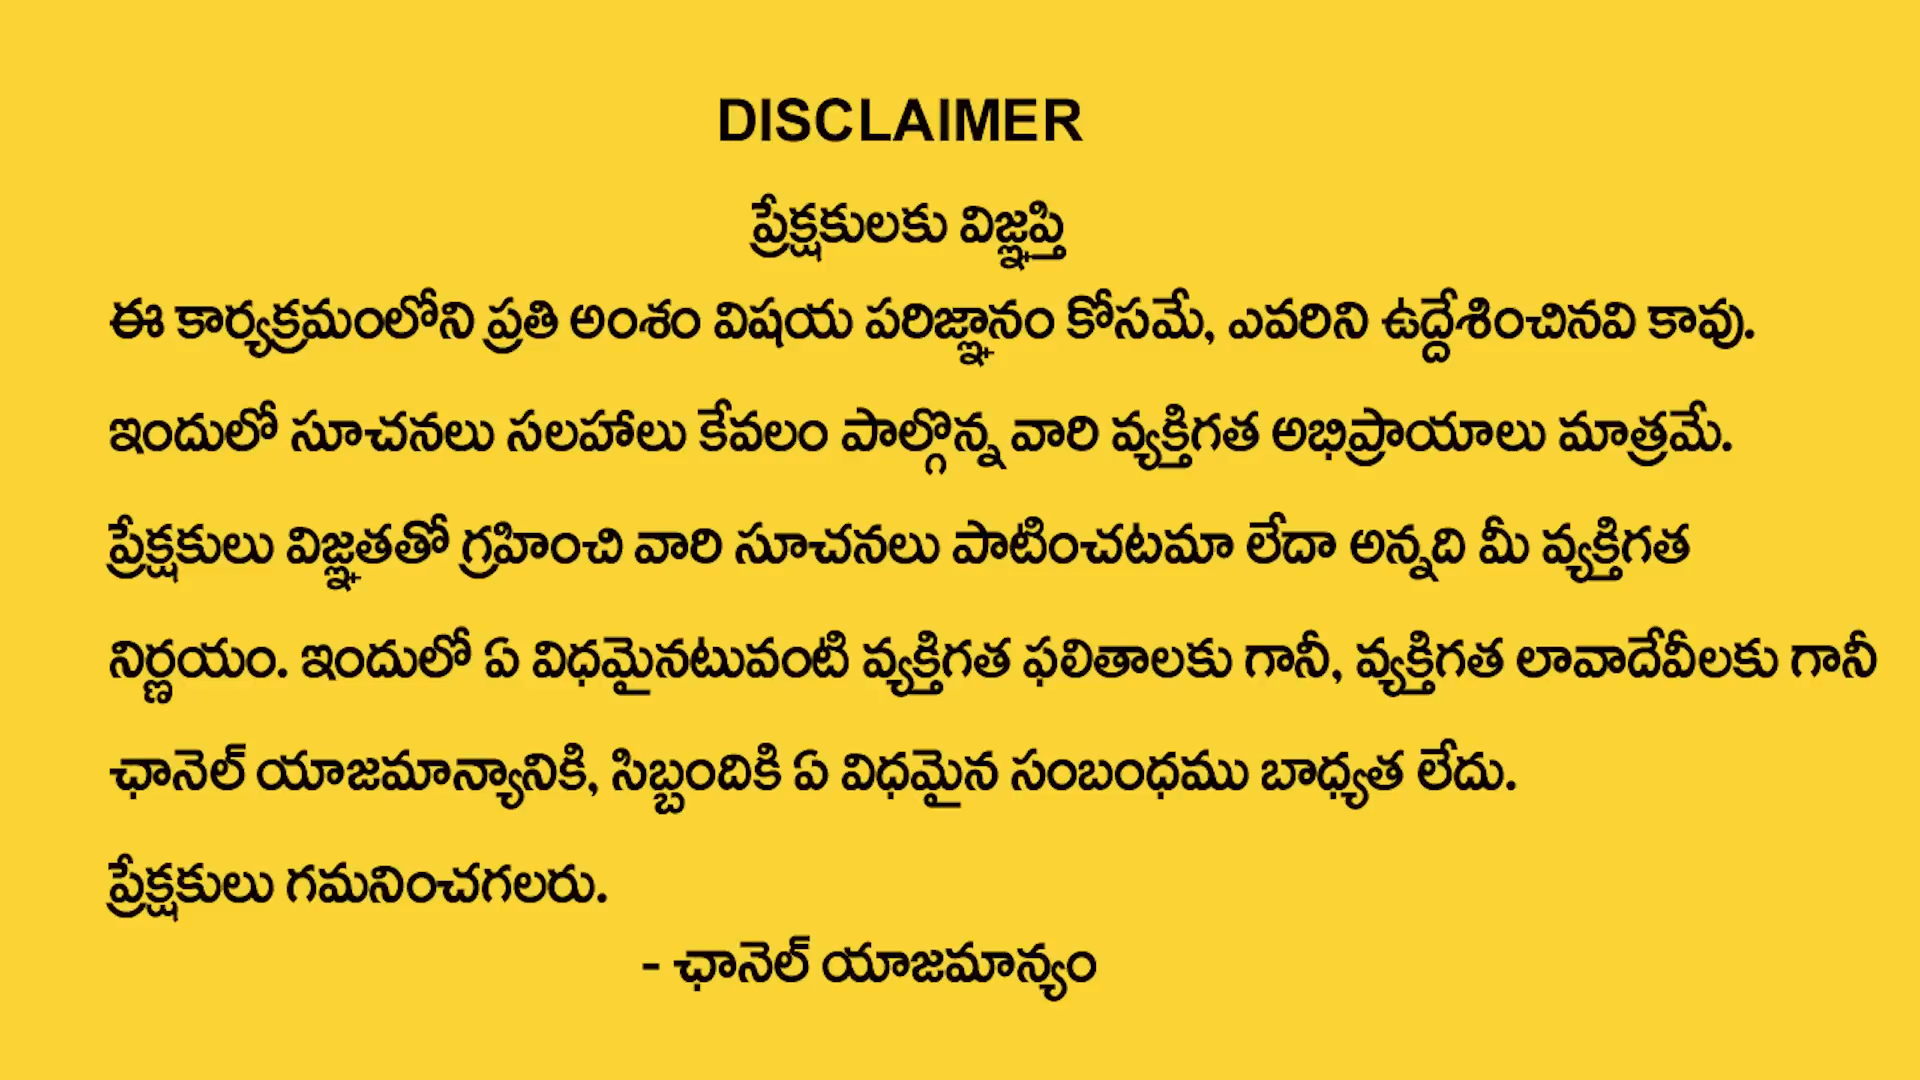 DISCLAIMER
ప్రేక్షకులకు విజ్ఞప్తి
ఈ కార్యక్రమంలోని ప్రతి అంశం విషయ పరిజ్ఞానం కోసమే, ఎవరిని ఉద్దేశించినవి కావు.
ఇందులో సూచనలు సలహాలు కేవలం పాల్గొన్న వారి వ్యక్తిగత అభిప్రాయాలు మాత్రమే.
ప్రేక్షకులు విజ్ఞతతో గ్రహించి వారి సూచనలు పాటించటమా లేదా అన్నది మీ వ్యక్తిగత
నిర్ణయం. ఇందులో ఏ విధమైనటువంటి వ్యక్తిగత ఫలితాలకు గానీ, వ్యక్తిగత లావాదేవీలకు గానీ
ఛానెల్ యాజమాన్యానికి, సిబ్బందికి ఏ విధమైన సంబంధము బాధ్యత లేదు.
ప్రేక్షకులు గమనించగలరు.
- ఛానెల్ యాజమాన్యం